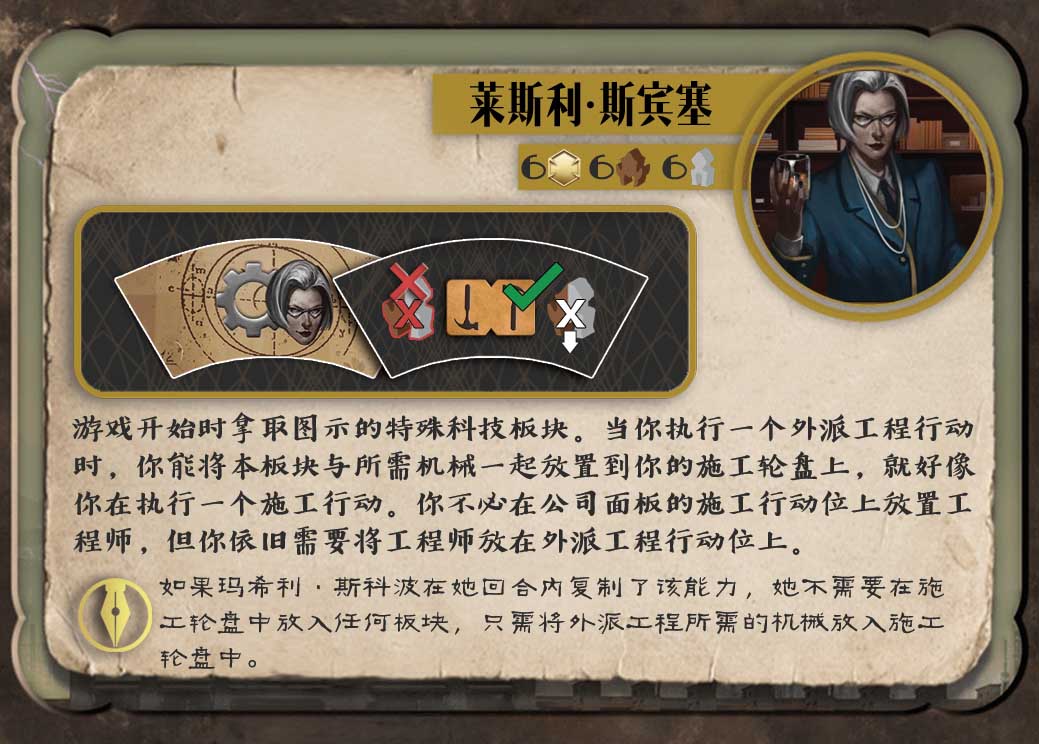 莱斯利·斯宾塞
6 6 6
X X
游戏开始时拿取图示的特殊科技板块。当你执行一个外派工程行动
时，你能将本板块与所需机械一起放置到你的施工轮盘上，就好像
你在执行一个施工行动。你不必在公司面板的施工行动位上放置工
程师，但你依旧需要将工程师放在外派工程行动位上。
如果玛希利·斯科波在她回合内复制了该能力，她不需要在施
工轮盘中放入任何板块，只需将外派工程所需的机械放入施工
轮盘中。